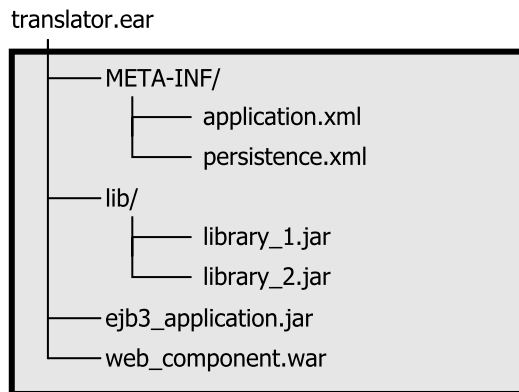 translator.ear
META-INF/
application.xml
persistence.xml
lib/
library_1.jar
library_2.jar
ejb3_application.jar
web_component.war